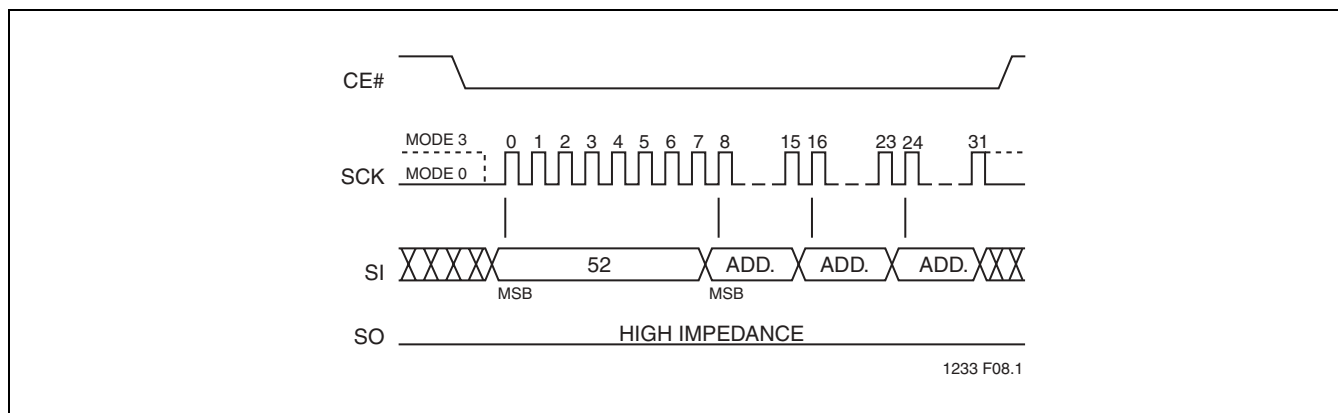 CE#
MODE 3
0 1 2 3 4 5 6 7 8 15 16 23 24 31
SCK
MODE 0
SI
52
ADD.
ADD.
ADD.
MSB
MSB
SO
HIGH IMPEDANCE
1233 F08.1